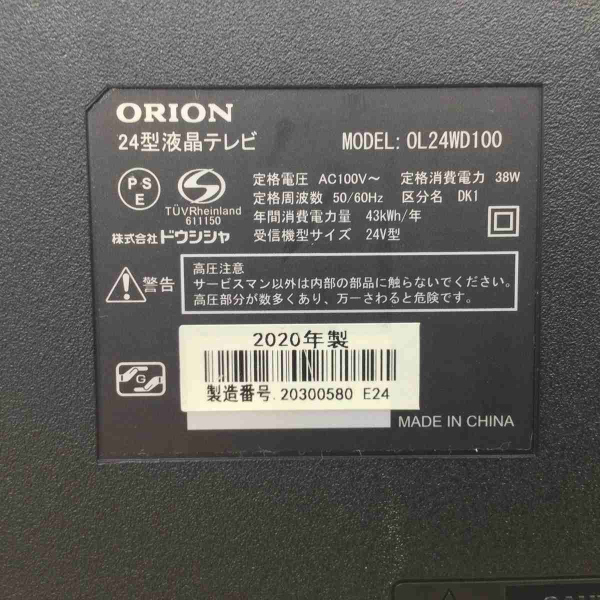 ORION
24型液晶テレビ MODEL: OL24WD100
PSE
TÜVRheinland
611150
定格電圧 AC100V～ 定格消費電力 38W
定格周波数 50/60Hz 区分名 DK1
年間消費電力量 43kWh/年
受信機型サイズ 24V型
株式会社ドウシシャ
警告
高圧注意
サービスマン以外は内部の部品に触らないでください。
高圧部分が数多くあり、万一さわると危険です。
G
2020年製
製造番号. 20300580 E24
MADE IN CHINA